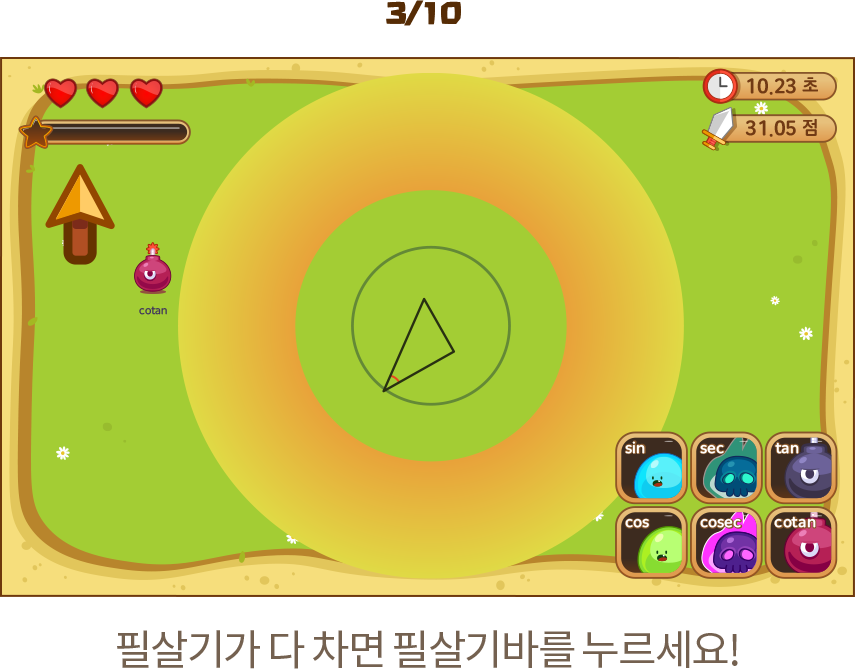 3/10
10.23 초
31.05 점
cotan
sin
sec
tan
cos
cosec
cotan
필살기가 다 차면 필살기바를 누르세요!